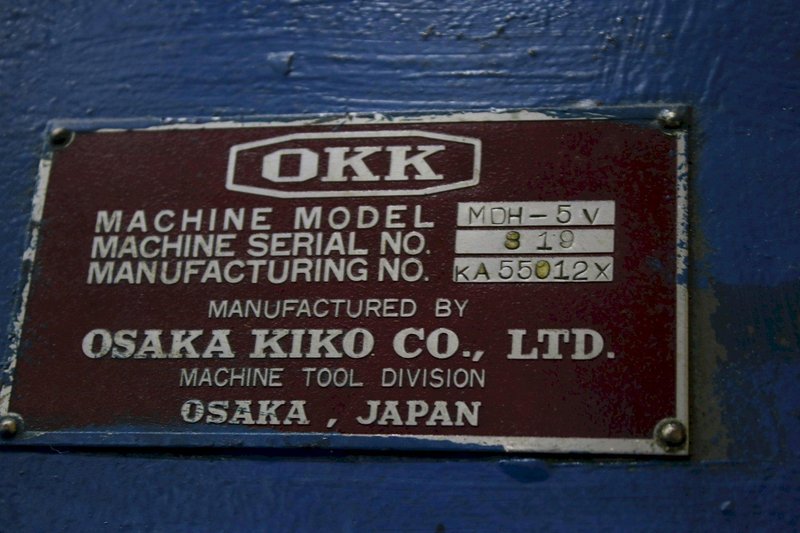 OKK
MACHINE MODEL MDH-5V
MACHINE SERIAL NO. 819
MANUFACTURING NO. KA55012X
MANUFACTURED BY
OSAKA KIKO CO., LTD.
MACHINE TOOL DIVISION
OSAKA, JAPAN